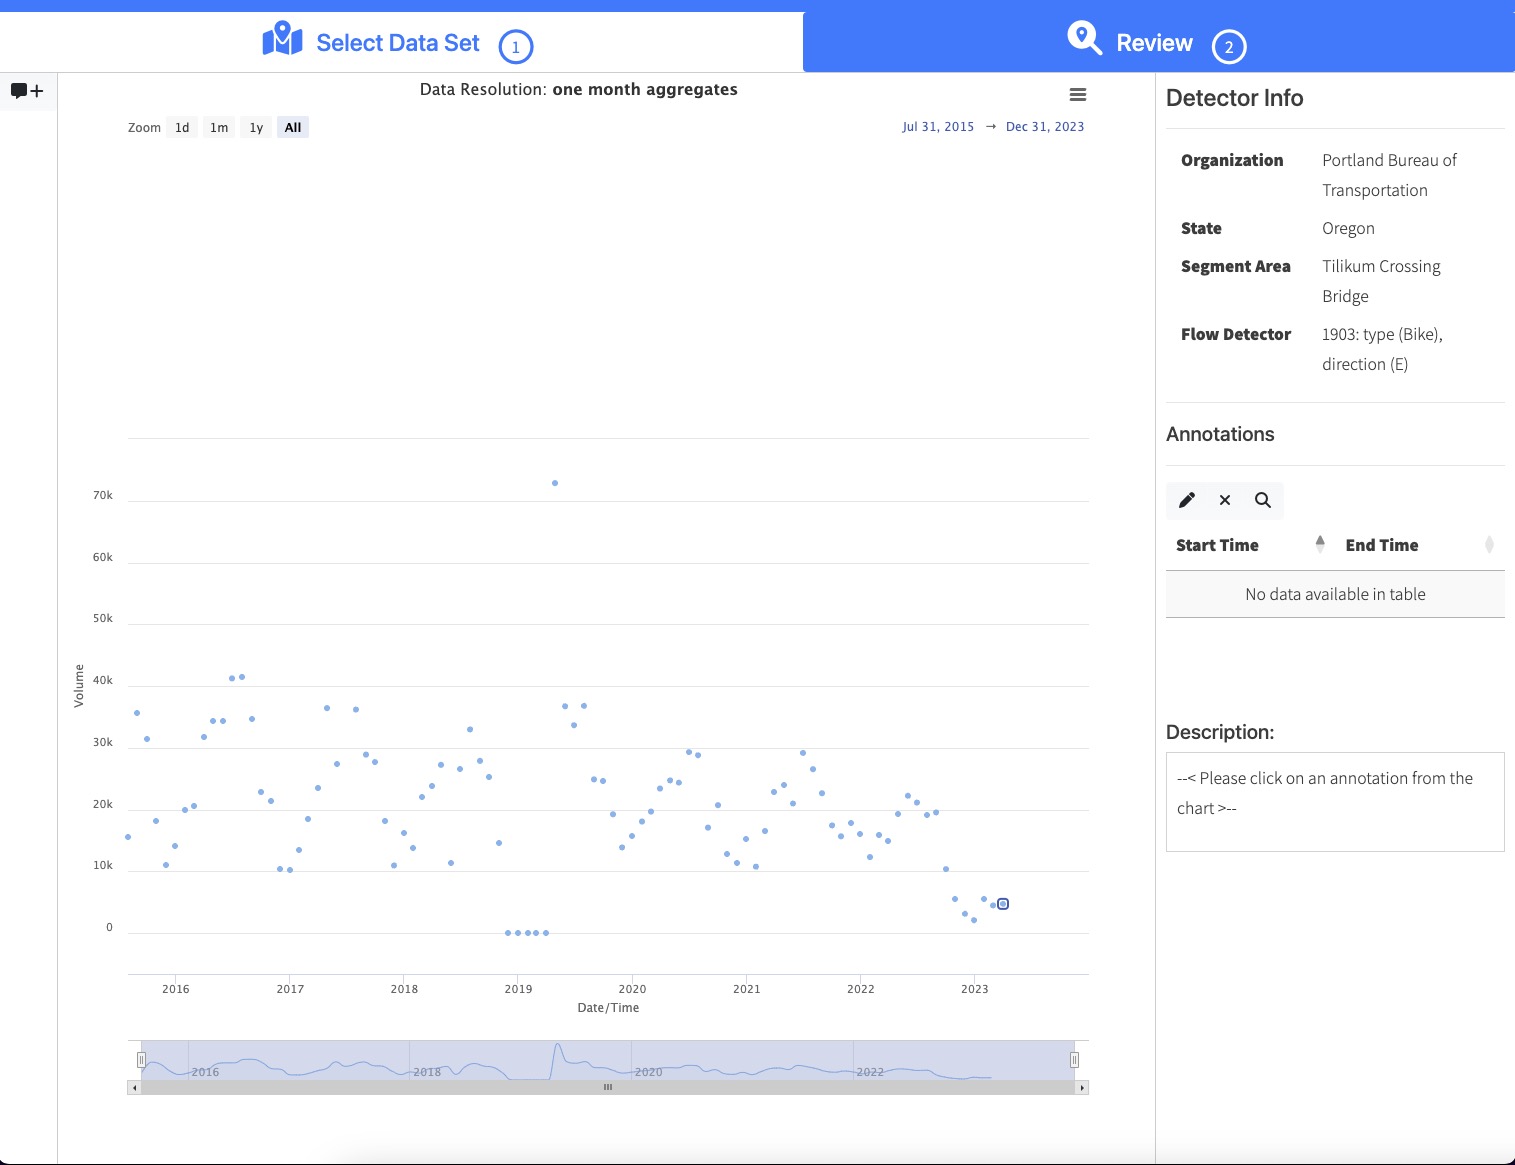 Select Data Set 1
Review 2
Data Resolution: one month aggregates
Zoom 1d 1m 1y All
Jul 31, 2015 → Dec 31, 2023
70k
60k
50k
40k
30k
20k
10k
0
Volume
2016 2017 2018 2019 2020 2021 2022 2023
Date/Time
2016 2018 2020 2022
Detector Info
Organization Portland Bureau of
Transportation
State Oregon
Segment Area Tilikum Crossing
Bridge
Flow Detector 1903: type (Bike),
direction (E)
Annotations
Start Time End Time
No data available in table
Description:
--< Please click on an annotation from the
chart >--